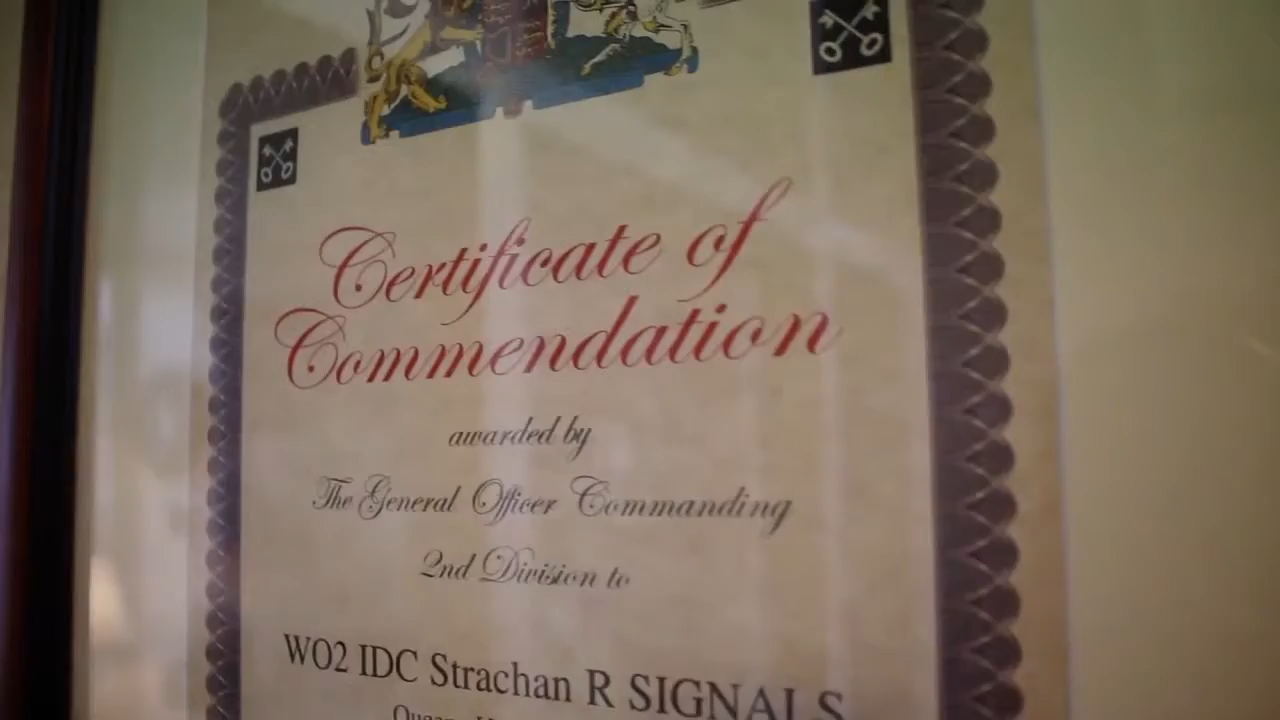 Certificate of
Commendation
awarded by
The General Officer Commanding
2nd Division to
WO2 IDC Strachan R SIGNALS